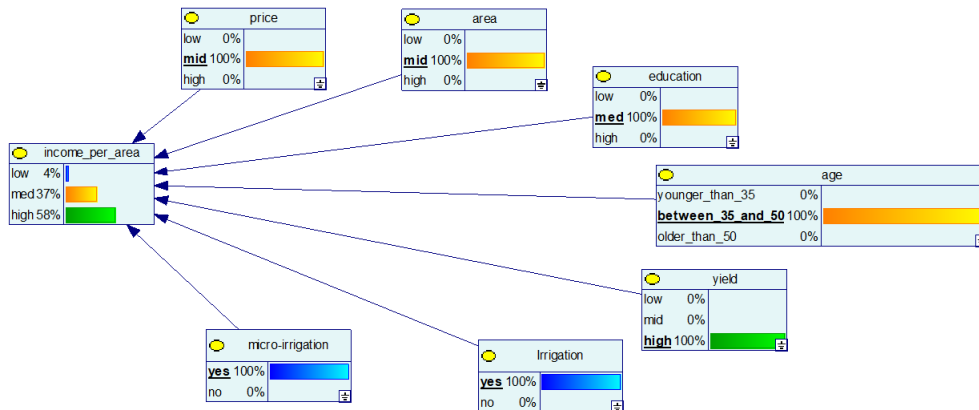 price
low 0%
mid 100%
high 0%
area
low 0%
mid 100%
high 0%
education
low 0%
med 100%
high 0%
income_per_area
low 4%
med 37%
high 58%
age
younger_than_35 0%
between_35_and_50 100%
older_than_50 0%
yield
low 0%
mid 0%
high 100%
micro-irrigation
yes 100%
no 0%
Irrigation
yes 100%
no 0%